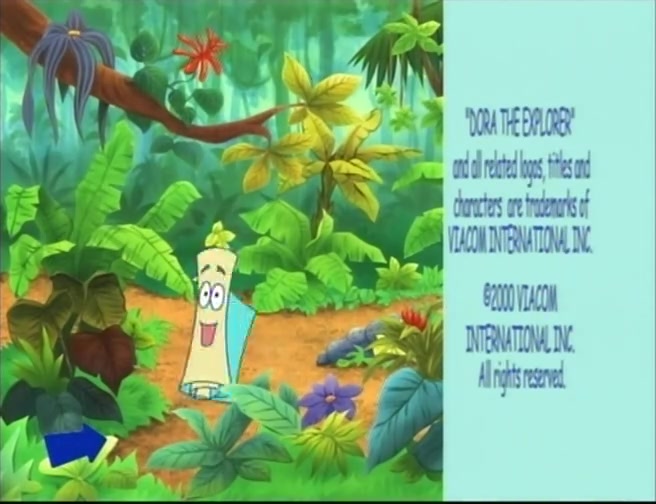 "DORA THE EXPLORER"
and all related logos, titles and
characters are trademarks of
VIACOM INTERNATIONAL INC.
©2000 VIACOM
INTERNATIONAL INC.
All rights reserved.